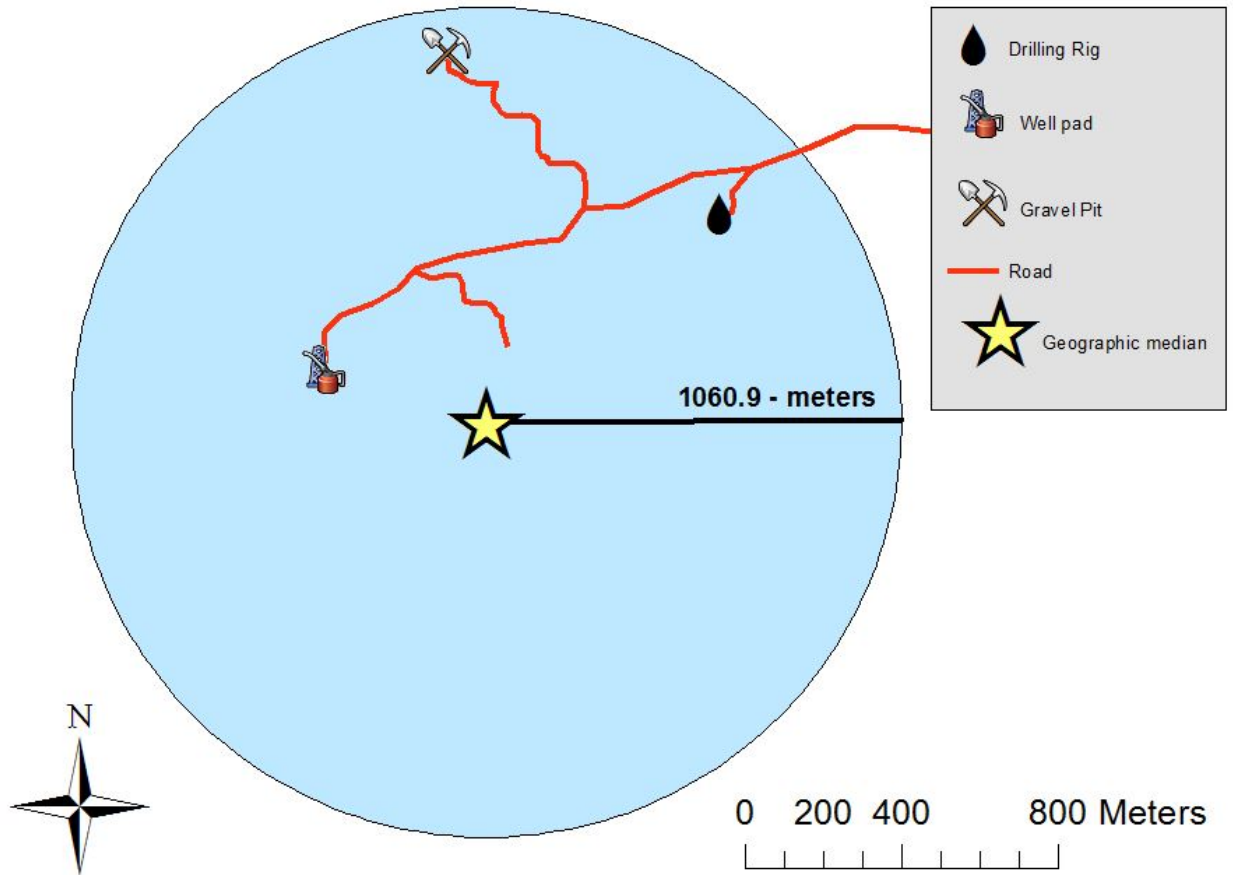 Drilling Rig
Well pad
Gravel Pit
Road
Geographic median
1060.9 - meters
N
0 200 400 800 Meters